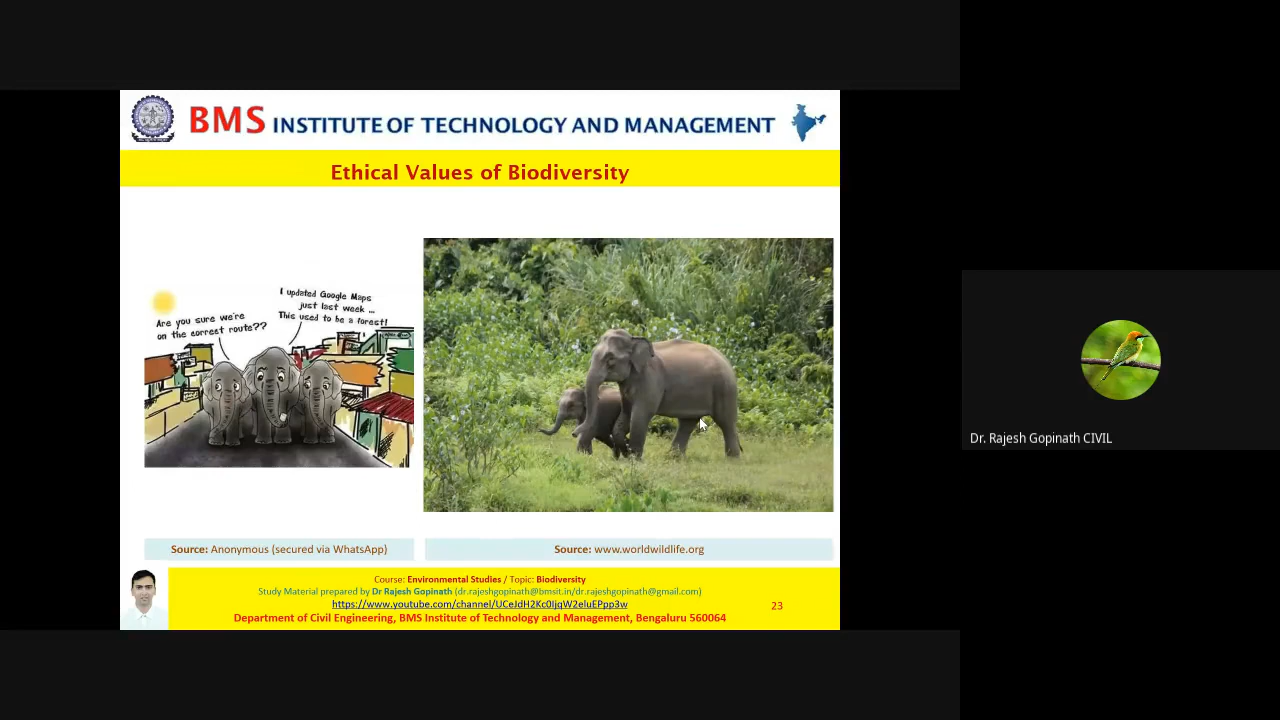 BMS INSTITUTE OF TECHNOLOGY AND MANAGEMENT
Ethical Values of Biodiversity
Are you sure we're
on the correct route??
I updated Google Maps
just last week ...
This used to be a forest!
Source: Anonymous (secured via WhatsApp)
Source: www.worldwildlife.org
Course: Environmental Studies / Topic: Biodiversity
Study Material prepared by Dr Rajesh Gopinath (dr.rajeshgopinath@bmsit.in/dr.rajeshgopinath@gmail.com)
https://www.youtube.com/channel/UCeJdH2Kc0IjqW2eluEPpp3w
23
Department of Civil Engineering, BMS Institute of Technology and Management, Bengaluru 560064
Dr. Rajesh Gopinath CIVIL